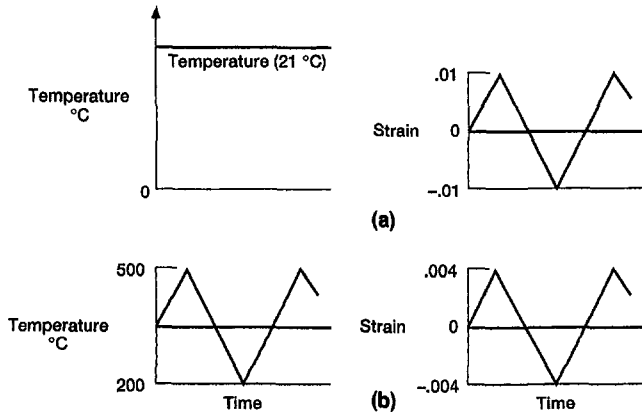 Temperature (21 °C)
Temperature
°C
0
.01
Strain
0
-.01
(a)
500
Temperature
°C
200
Time
.004
Strain
0
-.004
Time
(b)